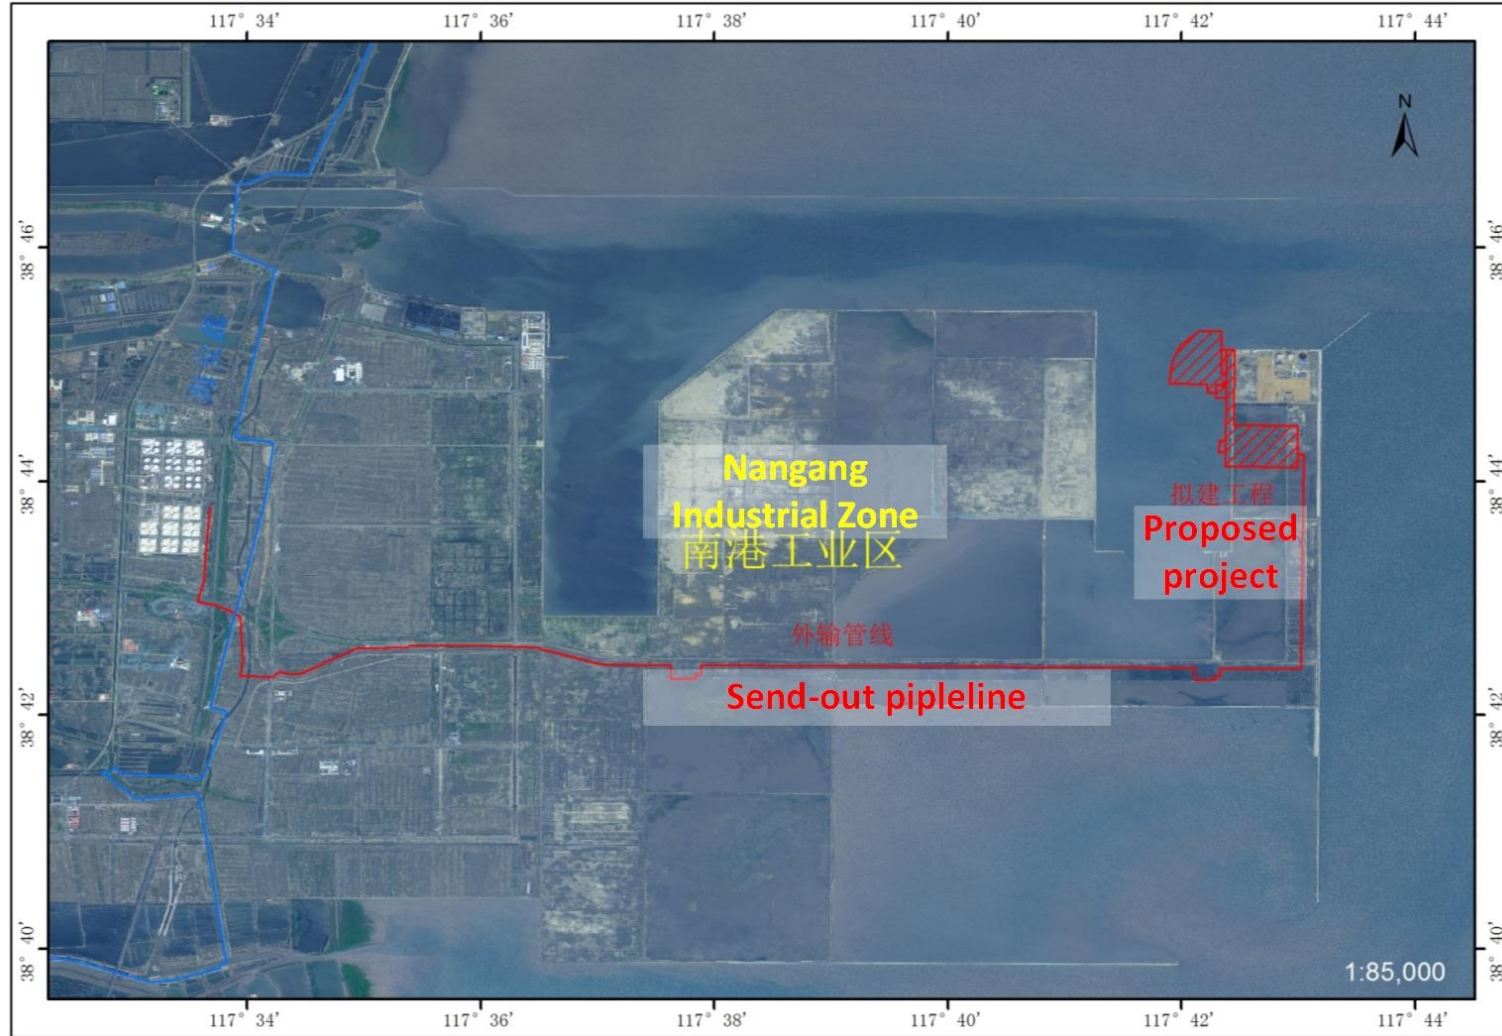 117° 34′ 117° 36′ 117° 38′ 117° 40′ 117° 42′ 117° 44′
N
38° 46′
38° 46′
38° 44′
38° 44′
38° 42′
38° 42′
38° 40′
38° 40′
Nangang
Industrial Zone
南港工业区
拟建工程
Proposed
project
外输管线
Send-out pipleline
1:85,000
117° 34′ 117° 36′ 117° 38′ 117° 40′ 117° 42′ 117° 44′